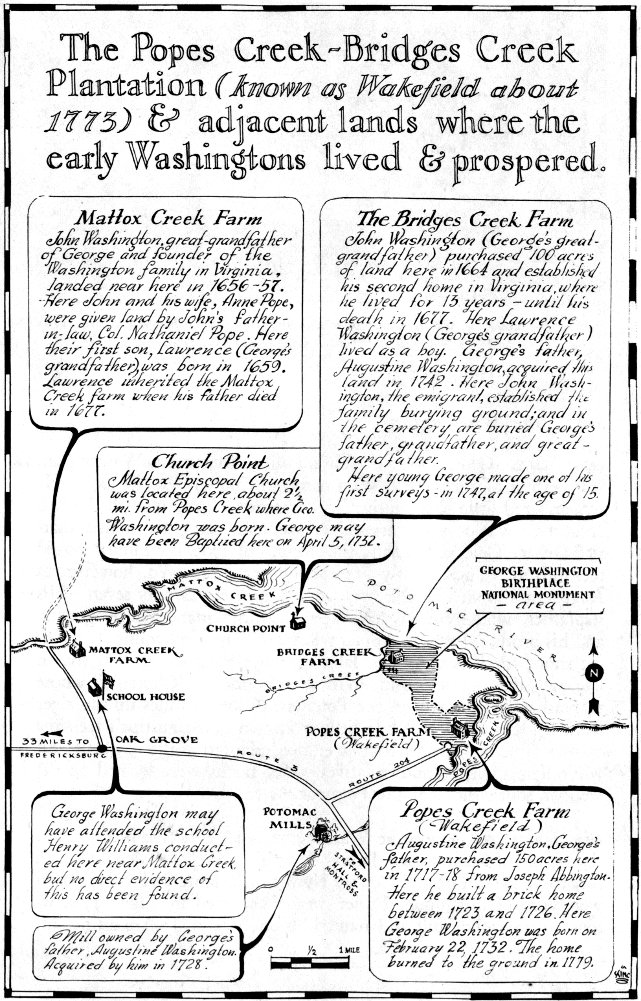 The Popes Creek-Bridges Creek
Plantation (known as Wakefield about
1773) & adjacent lands where the
early Washingtons lived & prospered.
Mattox Creek Farm
John Washington, great-grandfather
of George and founder of the
Washington family in Virginia,
landed near here in 1656-57.
Here John and his wife, Anne Pope,
were given land by John's father-
in-law, Col. Nathaniel Pope. Here
their first son, Lawrence (George's
grandfather), was born in 1659.
Lawrence inherited the Mattox
Creek farm when his father died
in 1677.
The Bridges Creek Farm
John Washington (George's great-
grandfather) purchased 100 acres
of land here in 1664 and established
his second home in Virginia, where
he lived for 13 years - until his
death in 1677. Here Lawrence
Washington (George's grandfather)
lived as a boy. George's father,
Augustine Washington, acquired this
land in 1742. Here John Wash-
ington, the emigrant, established the
family burying ground; and in
the cemetery are buried George's
father, grandfather, and great-
grandfather.
Here young George made one of his
first surveys - in 1747, at the age of 15.
Church Point
Mattox Episcopal Church
was located here, about 2½
mi. from Popes Creek where Geo.
Washington was born. George may
have been Baptized here on April 5, 1732.
GEORGE WASHINGTON
BIRTHPLACE
NATIONAL MONUMENT
- area -
MATTOX CREEK
POTOMAC RIVER
CHURCH POINT
MATTOX CREEK
FARM
BRIDGES CREEK
FARM
BRIDGES CREEK
N
SCHOOL HOUSE
POPES CREEK FARM
(Wakefield)
POPES CREEK
33 MILES TO
FREDERICKSBURG
OAK GROVE
ROUTE 3
ROUTE 204
POTOMAC
MILLS
TO
STRATFORD
HALL &
MONTROSS
George Washington may
have attended the school
Henry Williams conduct-
ed here near Mattox Creek,
but no direct evidence of
this has been found.
Mill owned by George's
father, Augustine Washington.
Acquired by him in 1728.
0 ½ 1 MILE
Popes Creek Farm
(Wakefield)
Augustine Washington, George's
father, purchased 150 acres here
in 1717-18 from Joseph Abbington.
Here he built a brick home
between 1723 and 1726. Here
George Washington was born on
February 22, 1732. The home
burned to the ground in 1779.